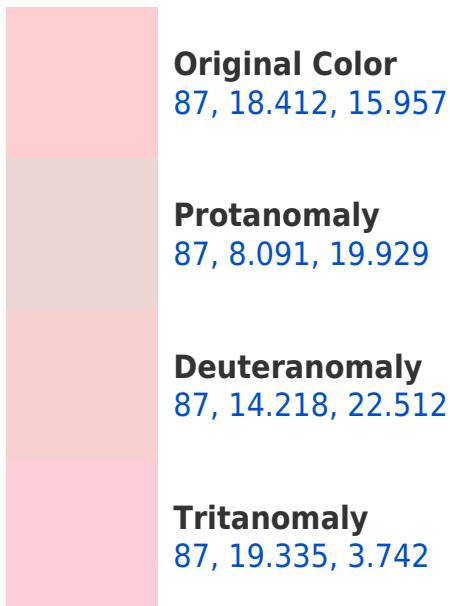 Original Color
87, 18.412, 15.957
Protanomaly
87, 8.091, 19.929
Deuteranomaly
87, 14.218, 22.512
Tritanomaly
87, 19.335, 3.742